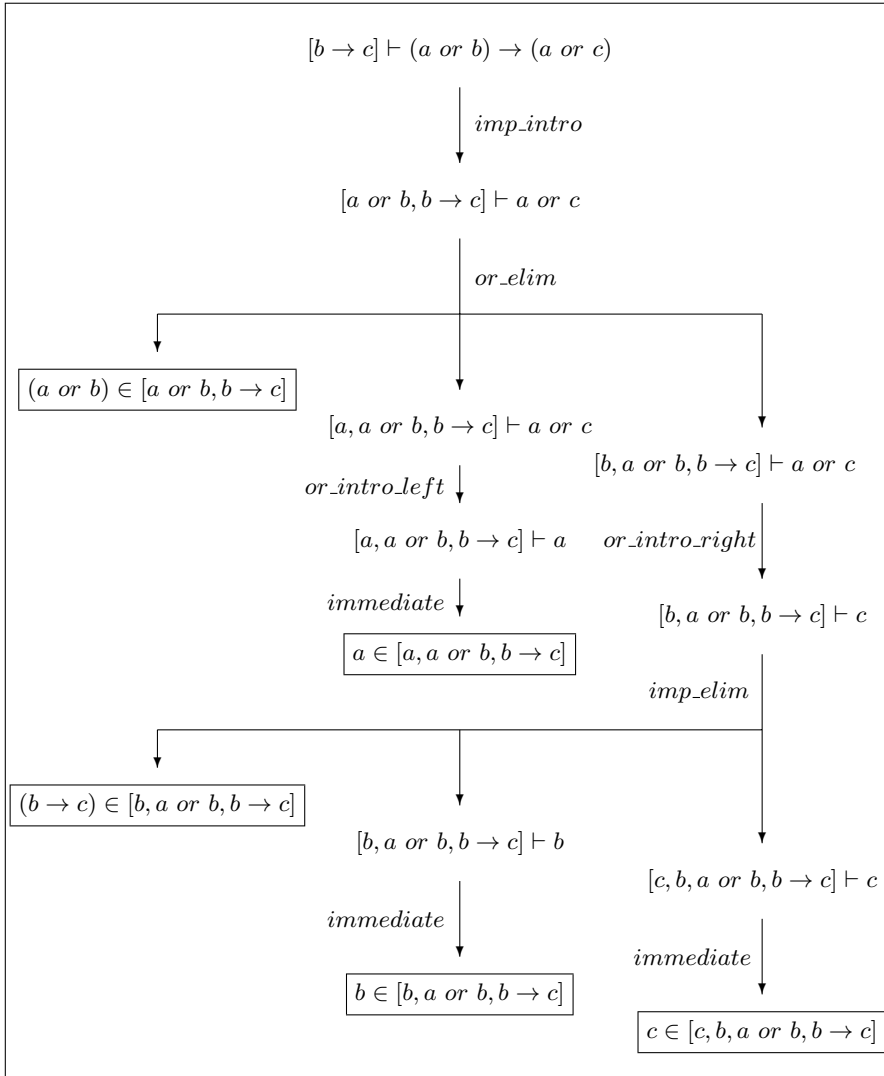 [b → c] ⊢ (a or b) → (a or c)
imp_intro
[a or b, b → c] ⊢ a or c
or_elim
(a or b) ∈ [a or b, b → c]
[a, a or b, b → c] ⊢ a or c
[b, a or b, b → c] ⊢ a or c
or_intro_left
[a, a or b, b → c] ⊢ a
or_intro_right
immediate
[b, a or b, b → c] ⊢ c
a ∈ [a, a or b, b → c]
imp_elim
(b → c) ∈ [b, a or b, b → c]
[b, a or b, b → c] ⊢ b
[c, b, a or b, b → c] ⊢ c
immediate
immediate
b ∈ [b, a or b, b → c]
c ∈ [c, b, a or b, b → c]